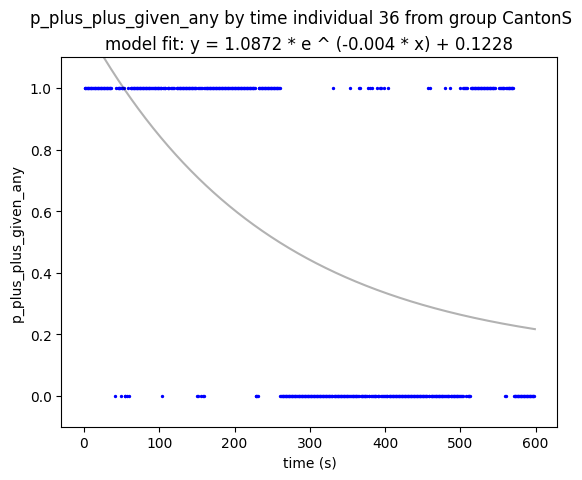 p_plus_plus_given_any by time individual 36 from group CantonS
model fit: y = 1.0872 * e ^ (-0.004 * x) + 0.1228
1.0
0.8
0.6
0.4
0.2
0.0
p_plus_plus_given_any
0 100 200 300 400 500 600
time (s)